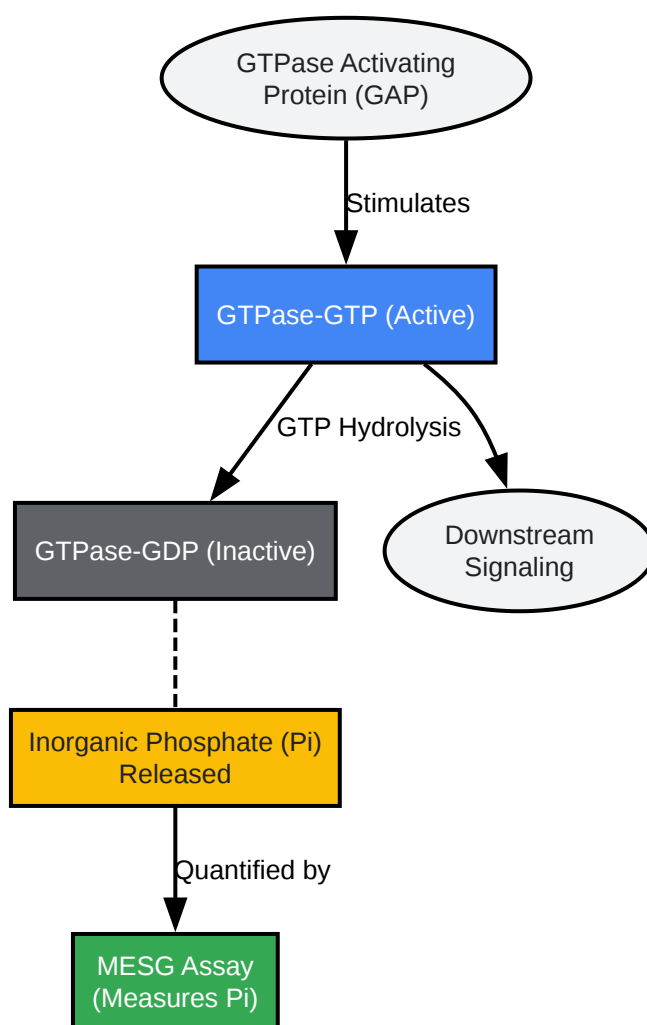 GTPase Activating
Protein (GAP)
Stimulates
GTPase-GTP (Active)
GTP Hydrolysis
GTPase-GDP (Inactive)
Downstream
Signaling
Inorganic Phosphate (Pi)
Released
Quantified by
MESG Assay
(Measures Pi)